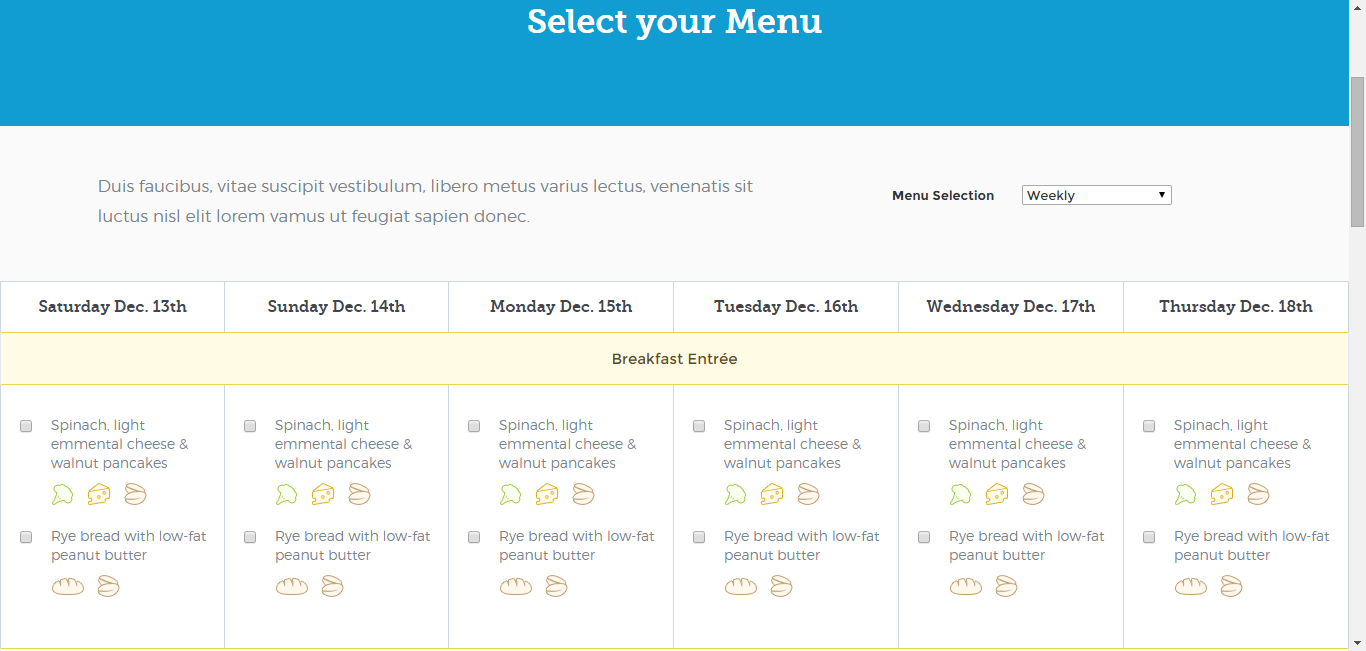 Select your Menu
Duis faucibus, vitae suscipit vestibulum, libero metus varius lectus, venenatis sit
luctus nisl elit lorem vamus ut feugiat sapien donec.
Menu Selection
Weekly
Saturday Dec. 13th
Sunday Dec. 14th
Monday Dec. 15th
Tuesday Dec. 16th
Wednesday Dec. 17th
Thursday Dec. 18th
Breakfast Entrée
Spinach, light
emmental cheese &
walnut pancakes
Rye bread with low-fat
peanut butter
Spinach, light
emmental cheese &
walnut pancakes
Rye bread with low-fat
peanut butter
Spinach, light
emmental cheese &
walnut pancakes
Rye bread with low-fat
peanut butter
Spinach, light
emmental cheese &
walnut pancakes
Rye bread with low-fat
peanut butter
Spinach, light
emmental cheese &
walnut pancakes
Rye bread with low-fat
peanut butter
Spinach, light
emmental cheese &
walnut pancakes
Rye bread with low-fat
peanut butter